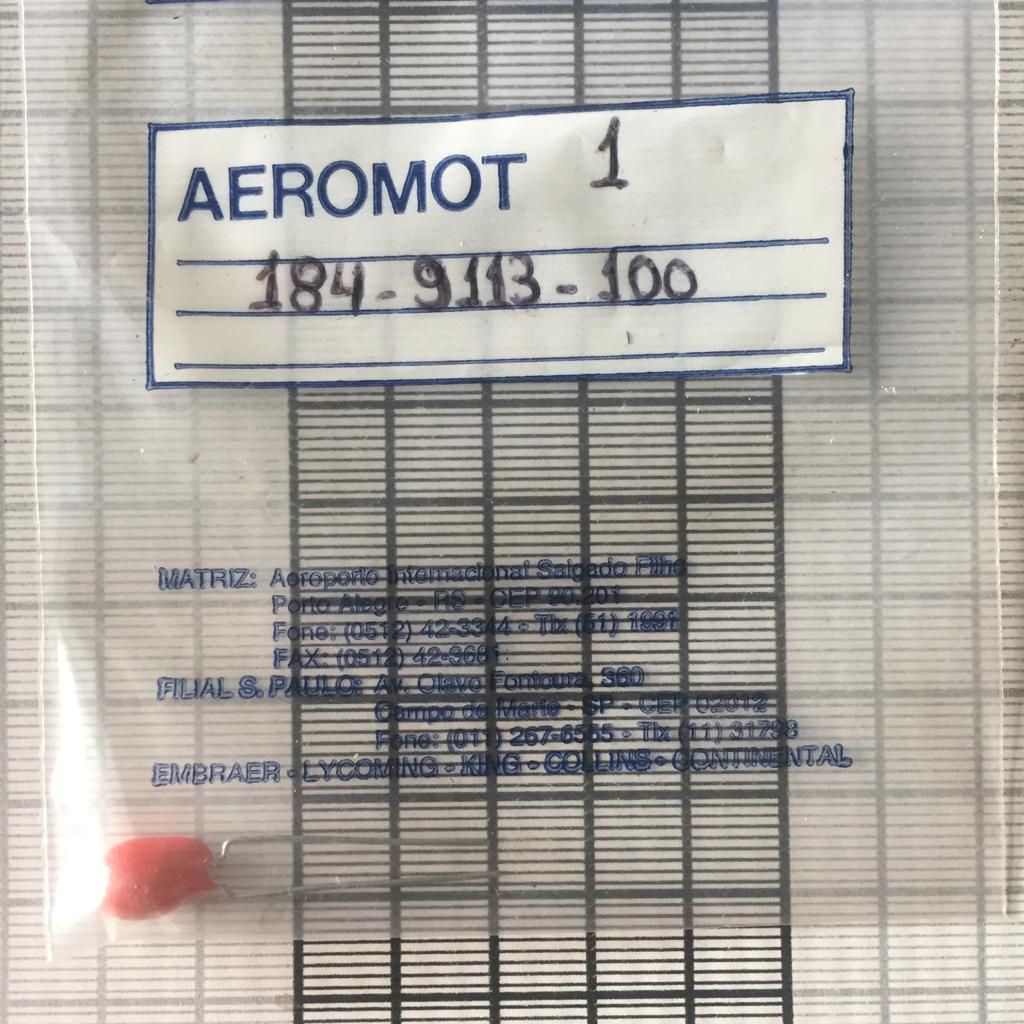 AEROMOT 1
184-9113-100
MATRIZ: Aeroporto Internacional Salgado Filho
Porto Alegre - RS - CEP 90.201
Fone: (0512) 42-3344 - Tlx (51) 1991
FAX: (0512) 42-3681
FILIAL S. PAULO: Av. Olavo Fontoura, 360
Campo de Marte - SP - CEP 02012
Fone: (011) 267-6555 - Tlx (11) 31798
EMBRAER - LYCOMING - KING - COLLINS - CONTINENTAL